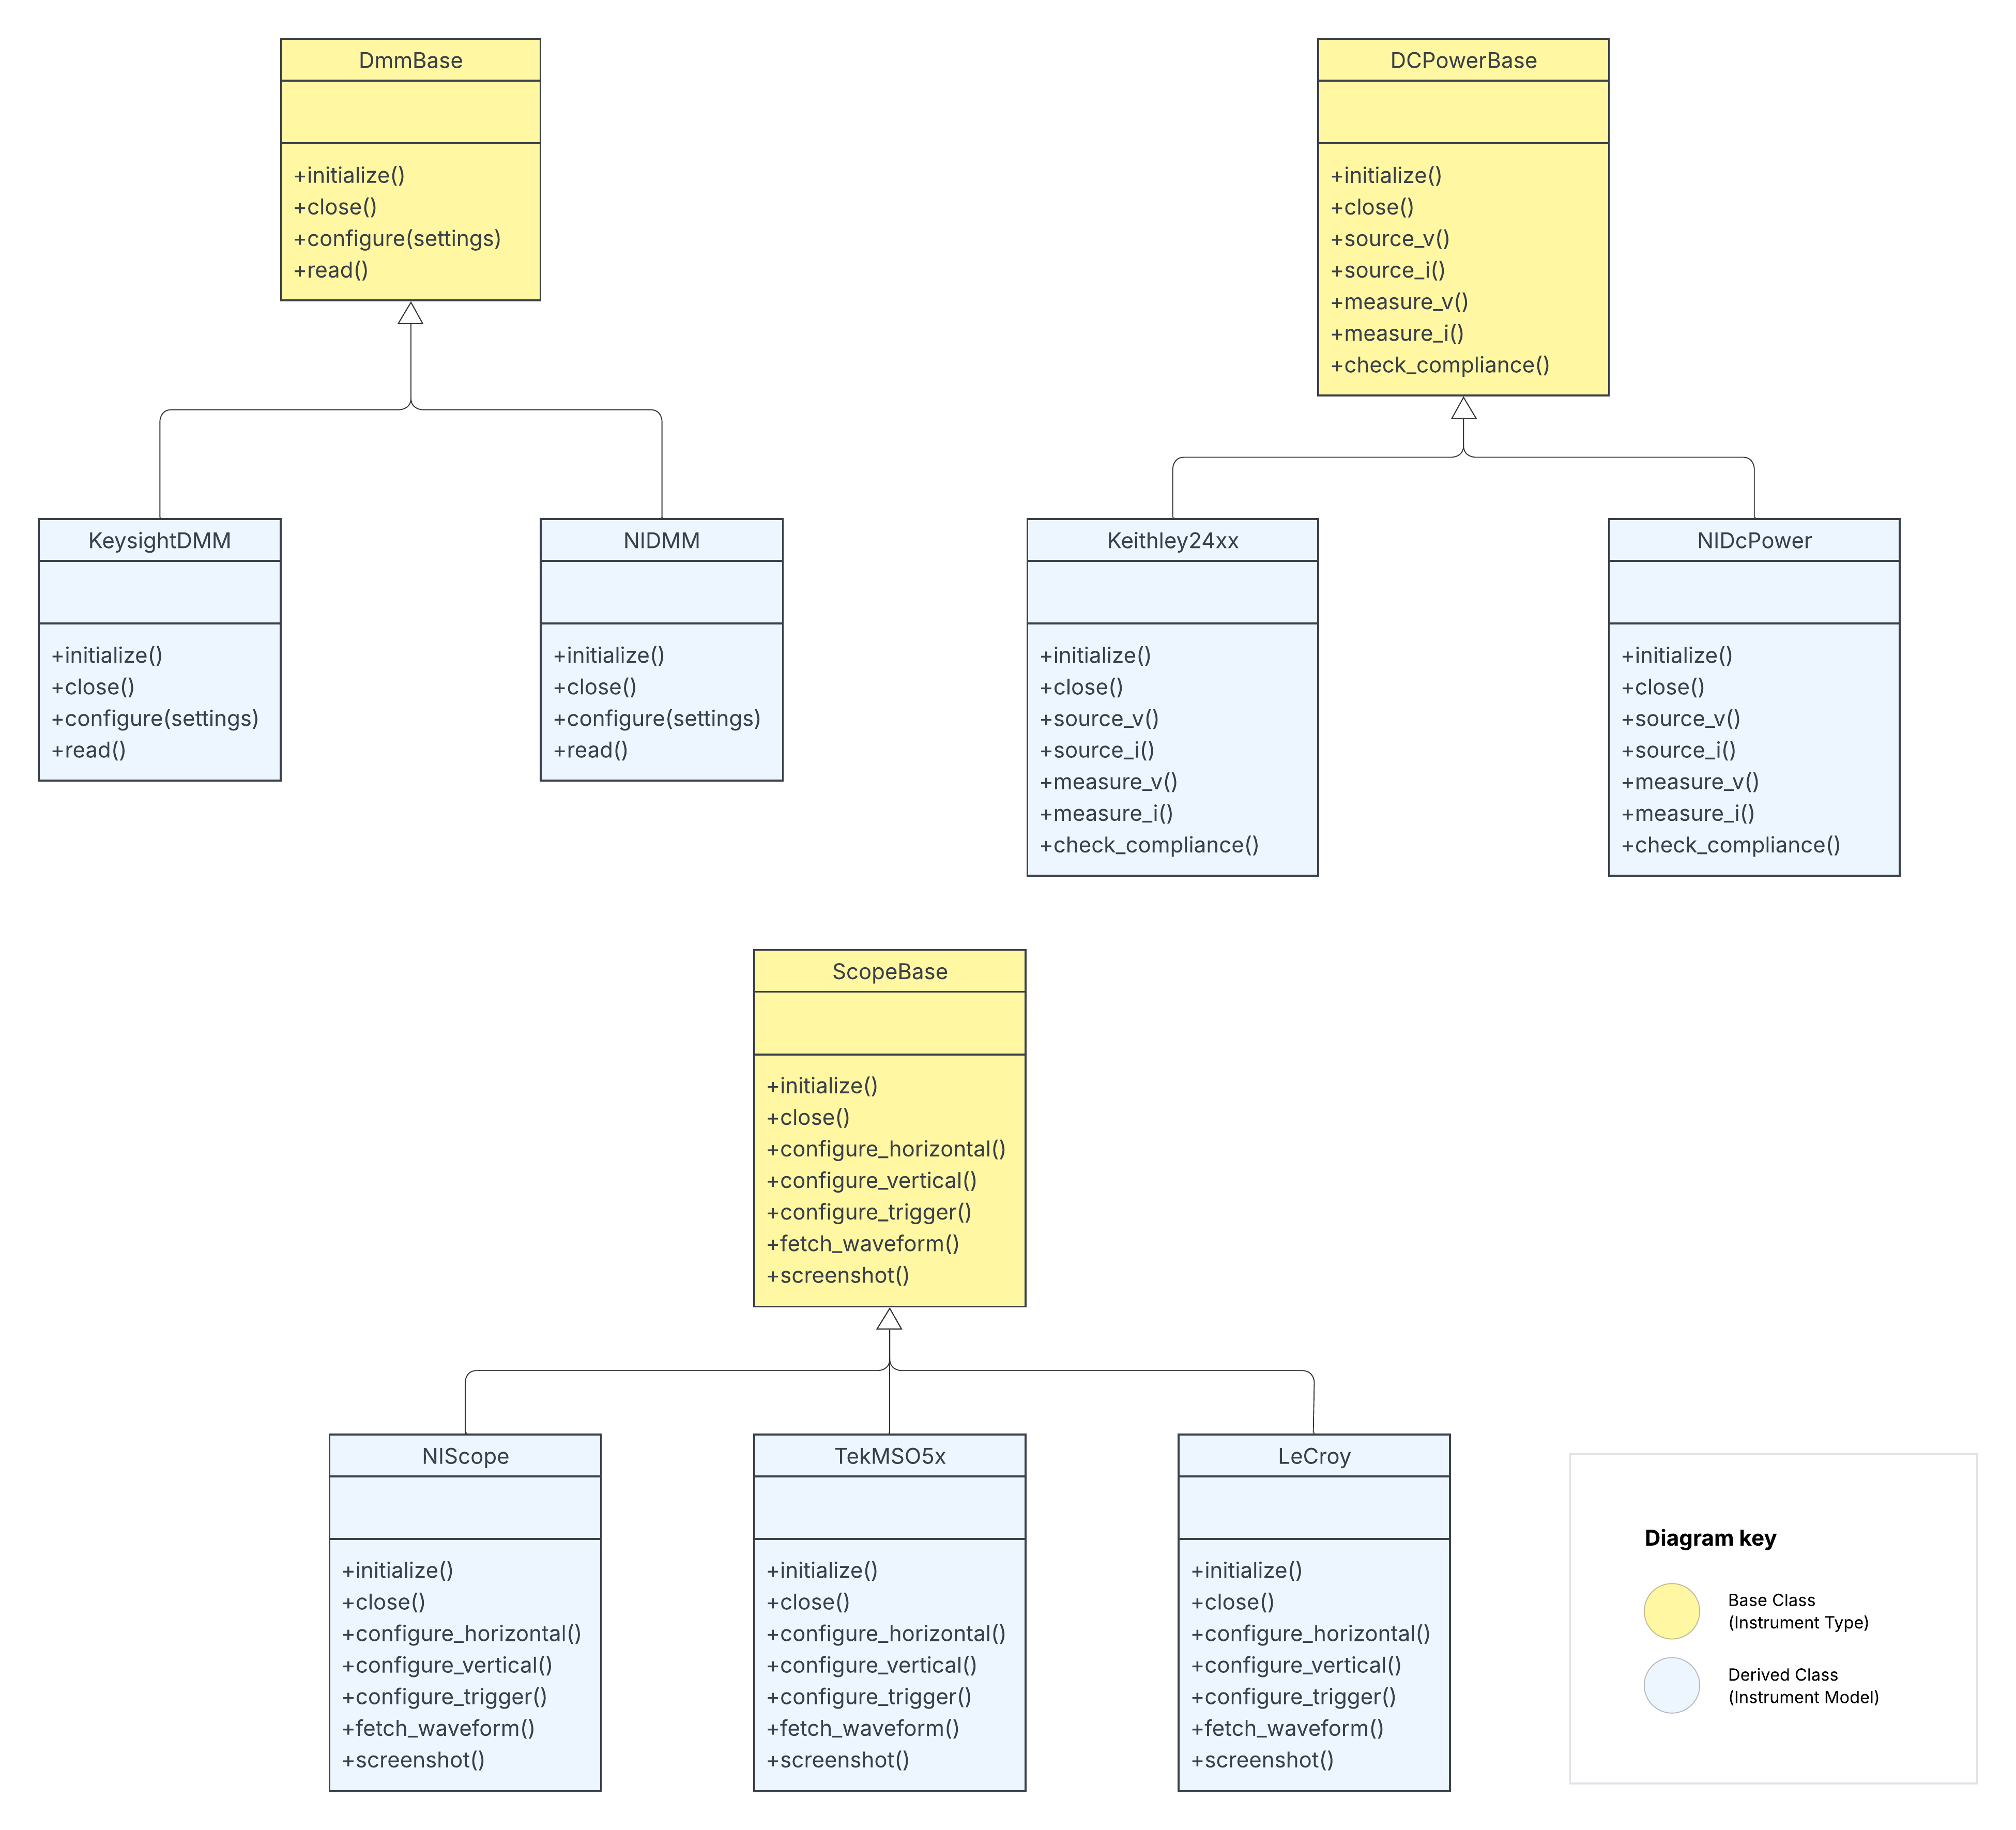 DmmBase
+initialize()
+close()
+configure(settings)
+read()
DCPowerBase
+initialize()
+close()
+source_v()
+source_i()
+measure_v()
+measure_i()
+check_compliance()
KeysightDMM
+initialize()
+close()
+configure(settings)
+read()
NIDMM
+initialize()
+close()
+configure(settings)
+read()
Keithley24xx
+initialize()
+close()
+source_v()
+source_i()
+measure_v()
+measure_i()
+check_compliance()
NIDcPower
+initialize()
+close()
+source_v()
+source_i()
+measure_v()
+measure_i()
+check_compliance()
ScopeBase
+initialize()
+close()
+configure_horizontal()
+configure_vertical()
+configure_trigger()
+fetch_waveform()
+screenshot()
NIScope
+initialize()
+close()
+configure_horizontal()
+configure_vertical()
+configure_trigger()
+fetch_waveform()
+screenshot()
TekMSO5x
+initialize()
+close()
+configure_horizontal()
+configure_vertical()
+configure_trigger()
+fetch_waveform()
+screenshot()
LeCroy
+initialize()
+close()
+configure_horizontal()
+configure_vertical()
+configure_trigger()
+fetch_waveform()
+screenshot()
Diagram key
Base Class
(Instrument Type)
Derived Class
(Instrument Model)